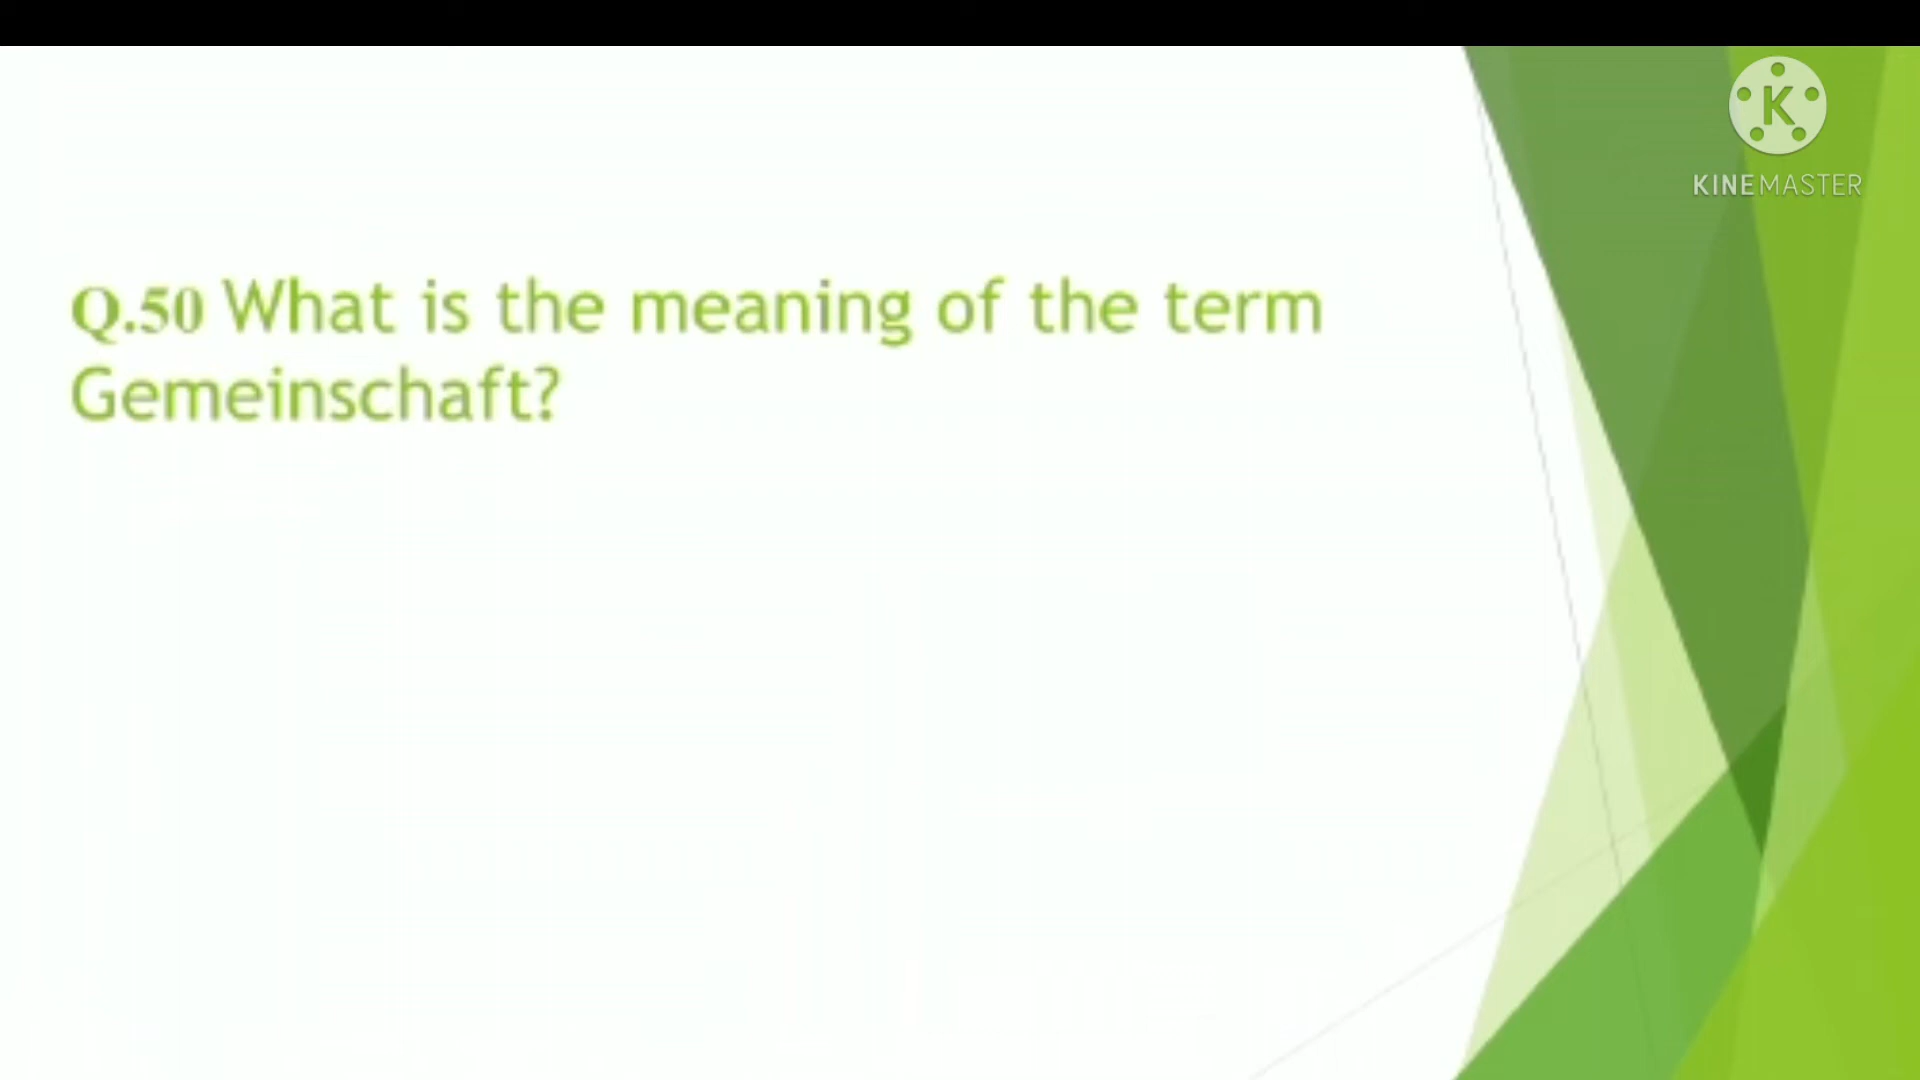 K
KINEMASTER
Q.50 What is the meaning of the term
Gemeinschaft?